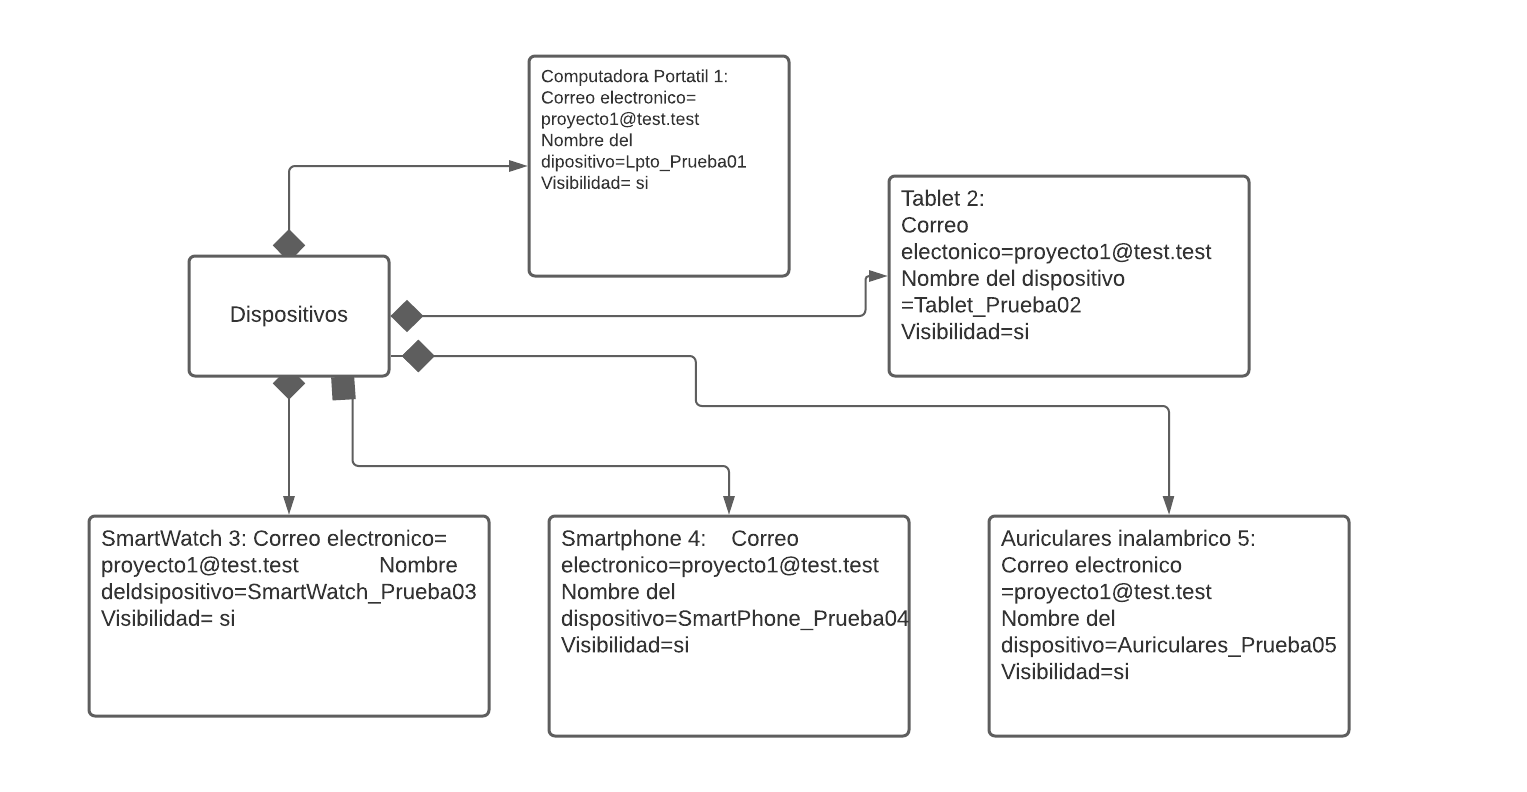 Computadora Portatil 1:
Correo electronico=
proyecto1@test.test
Nombre del
dipositivo=Lpto_Prueba01
Visibilidad= si
Tablet 2:
Correo
electonico=proyecto1@test.test
Nombre del dispositivo
=Tablet_Prueba02
Visibilidad=si
Dispositivos
SmartWatch 3: Correo electronico=
proyecto1@test.test Nombre
deldsipositivo=SmartWatch_Prueba03
Visibilidad= si
Smartphone 4: Correo
electronico=proyecto1@test.test
Nombre del
dispositivo=SmartPhone_Prueba04
Visibilidad=si
Auriculares inalambrico 5:
Correo electronico
=proyecto1@test.test
Nombre del
dispositivo=Auriculares_Prueba05
Visibilidad=si